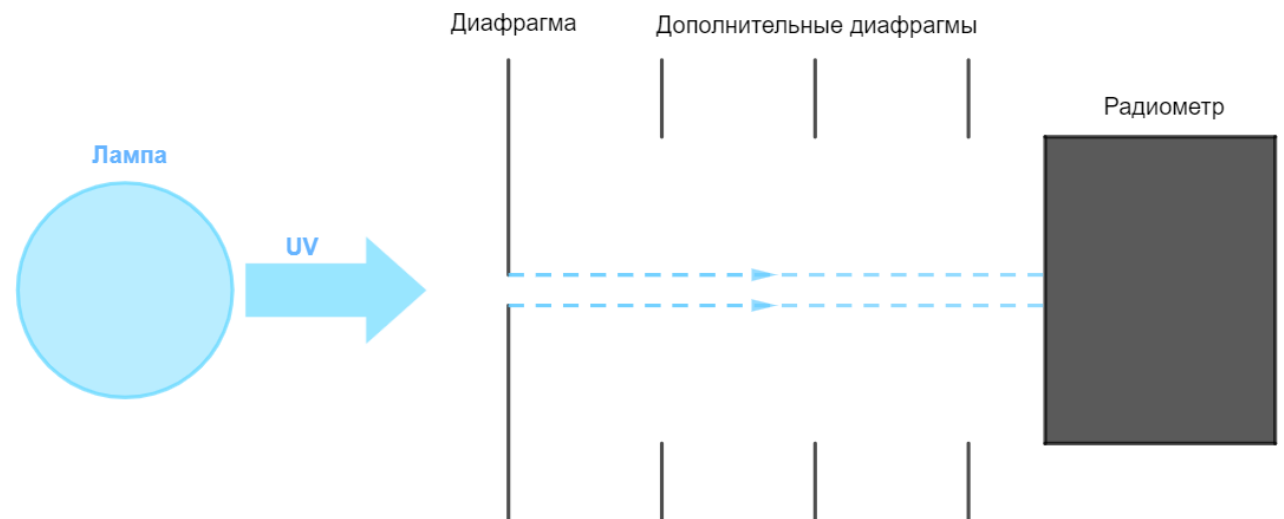 Диафрагма
Дополнительные диафрагмы
Радиометр
Лампа
UV